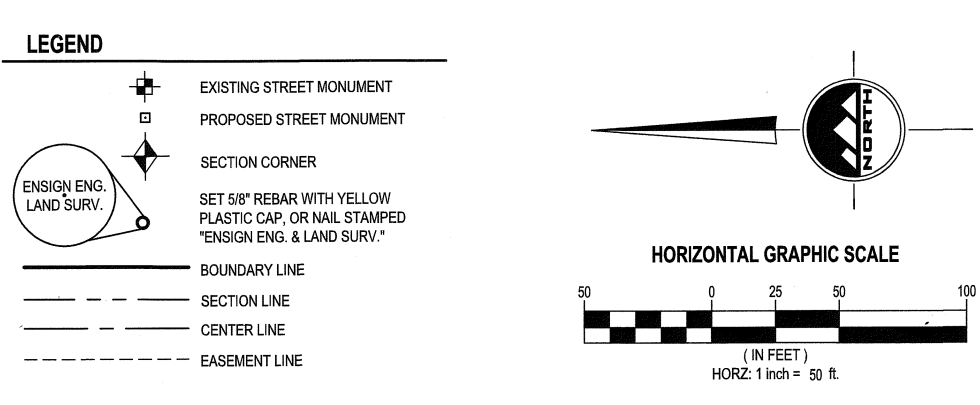 LEGEND
EXISTING STREET MONUMENT
PROPOSED STREET MONUMENT
SECTION CORNER
ENSIGN ENG.
LAND SURV.
SET 5/8" REBAR WITH YELLOW
PLASTIC CAP, OR NAIL STAMPED
"ENSIGN ENG. & LAND SURV."
BOUNDARY LINE
SECTION LINE
CENTER LINE
EASEMENT LINE
NORTH
HORIZONTAL GRAPHIC SCALE
50 0 25 50 100
( IN FEET )
HORZ: 1 inch = 50 ft.